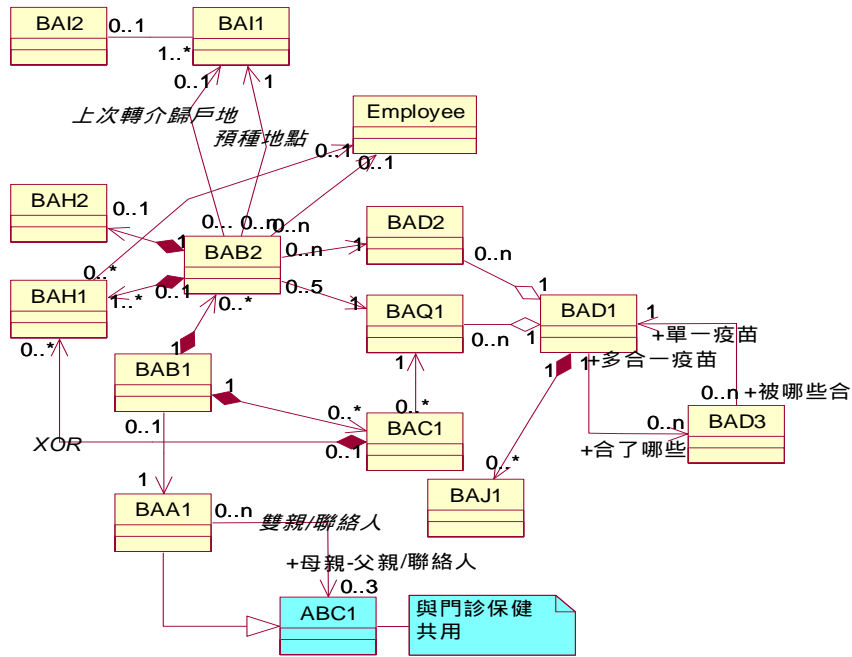 BAI2
0..1
BAI1
1..*
0..1
1
上次轉介歸戶地
預種地點
Employee
0..1
0..1
BAH2
0..1
1
0...
0..n
0..n
BAB2
0..n
1
BAD2
0..n
1
0..*
BAH1
1..*
0..1
0..5
1
BAQ1
0..n
1
BAD1
1
+單一疫苗
0..*
0..*
1
BAB1
1
+多合一疫苗
1
1
0..n
+被哪些合
0..1
0..*
1
0..*
BAC1
0..1
XOR
0..n
+合了哪些
BAD3
0..*
BAJ1
1
BAA1
0..n
雙親/聯絡人
+母親-父親/聯絡人
0..3
ABC1
與門診保健
共用